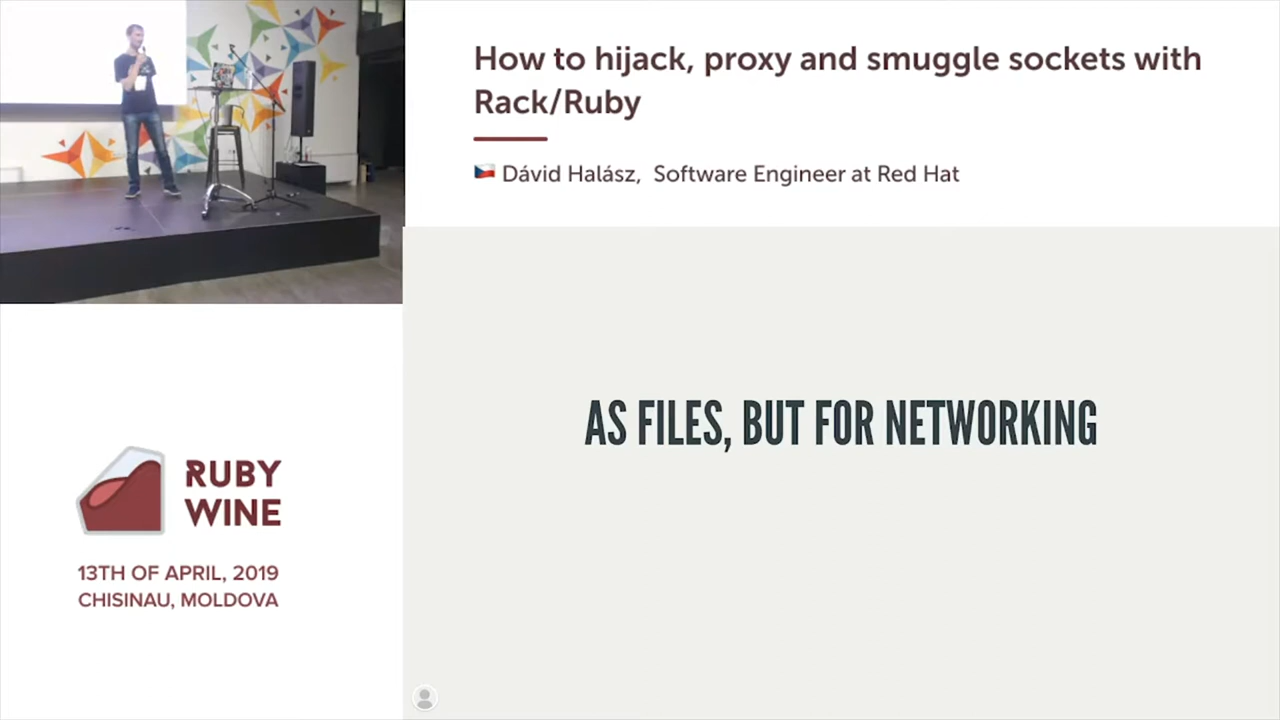 How to hijack, proxy and smuggle sockets with
Rack/Ruby
Dávid Halász, Software Engineer at Red Hat
AS FILES, BUT FOR NETWORKING
RUBY
WINE
13TH OF APRIL, 2019
CHISINAU, MOLDOVA